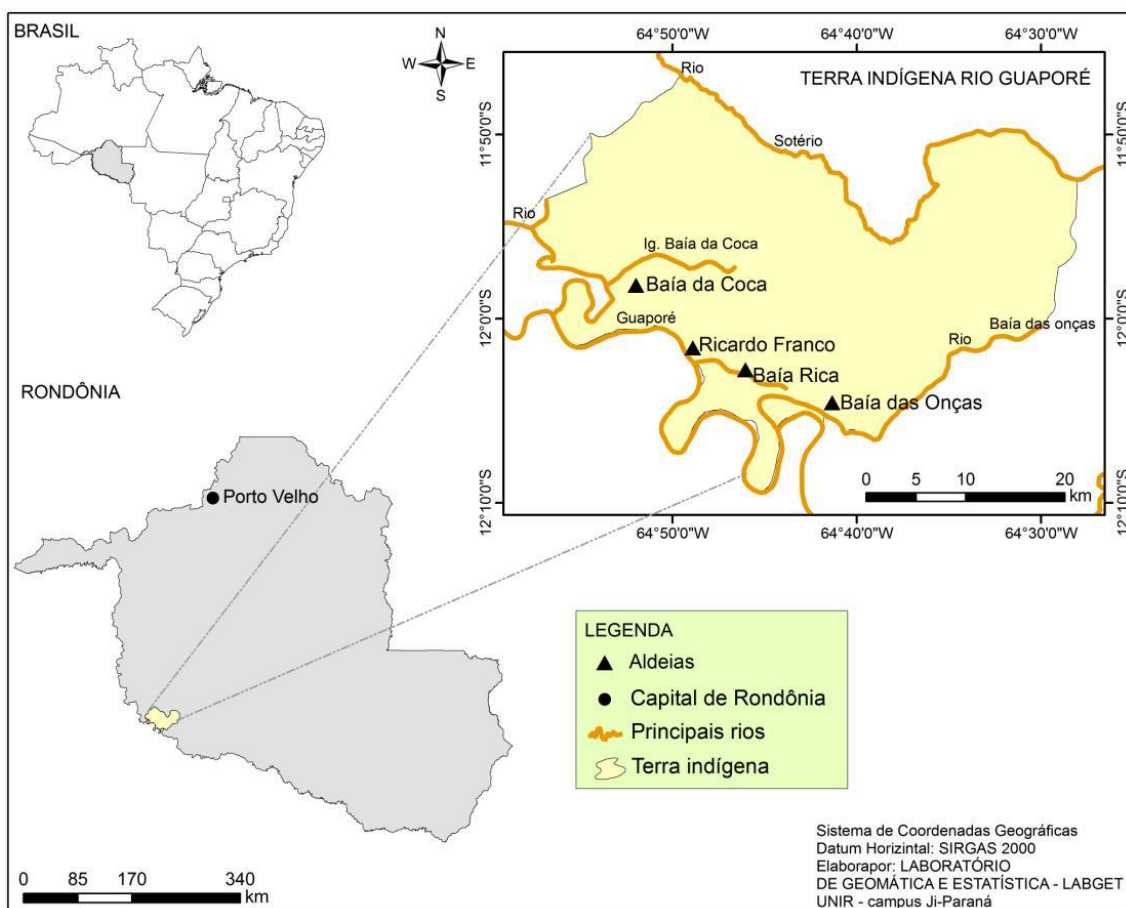 BRASIL
N
W E
S
64°50'0"W 64°40'0"W 64°30'0"W
TERRA INDÍGENA RIO GUAPORÉ
Rio
11°50'0"S
Sotério
11°50'0"S
Rio
Ig. Baía da Coca
Baía da Coca
12°0'0"S
Guaporé
Baía das onças
Rio
12°0'0"S
Ricardo Franco
Baía Rica
Baía das Onças
0 5 10 20
km
12°10'0"S
12°10'0"S
64°50'0"W 64°40'0"W 64°30'0"W
RONDÔNIA
Porto Velho
LEGENDA
Aldeias
Capital de Rondônia
Principais rios
Terra indígena
0 85 170 340
km
Sistema de Coordenadas Geográficas
Datum Horizintal: SIRGAS 2000
Elaborapor: LABORATÓRIO
DE GEOMÁTICA E ESTATÍSTICA - LABGET
UNIR - campus Ji-Paraná